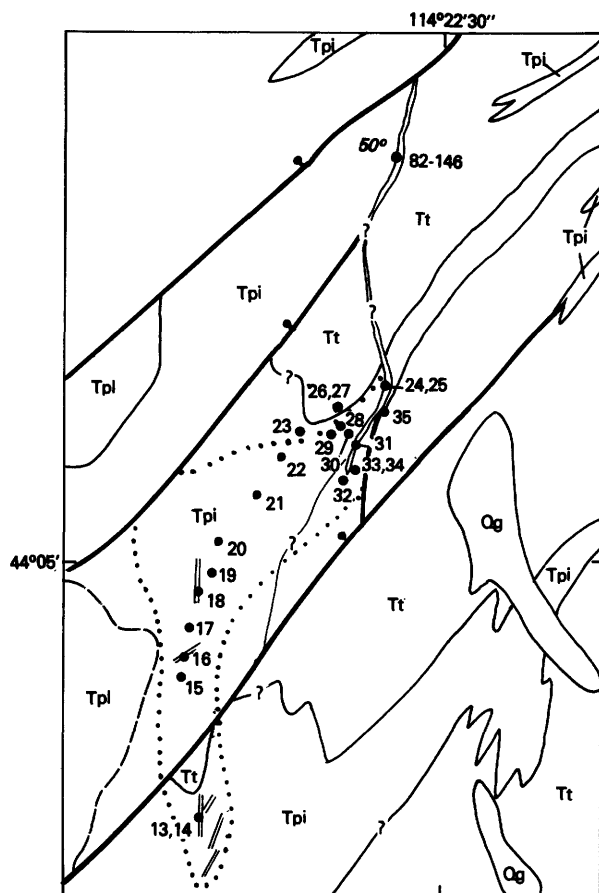 114°22'30"
Tpi
Tpi
50°
82-146
Tt
Tpi
?
Tpi
?
Tt
Tpl
?
26,27
24,25
35
23
28
29
31
22
30
33,34
32
21
Qg
Tpi
?
20
44°05'
19
Tpi
18
Tt
17
16
15
Tpl
?
Tt
Tt
13,14
Tpi
?
Qg